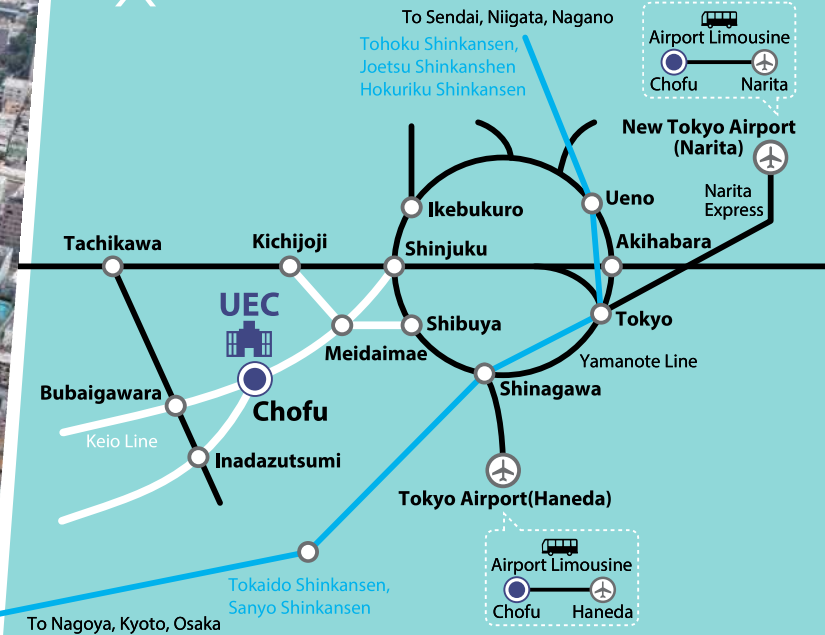 To Sendai, Niigata, Nagano
Tohoku Shinkansen,
Joetsu Shinkanshen
Hokuriku Shinkansen
Airport Limousine
Chofu
Narita
New Tokyo Airport
(Narita)
Narita
Express
Ikebukuro
Ueno
Tachikawa
Kichijoji
Shinjuku
Akihabara
UEC
Shibuya
Tokyo
Meidaimae
Yamanote Line
Bubaigawara
Chofu
Shinagawa
Keio Line
Inadazutsumi
Tokyo Airport(Haneda)
Airport Limousine
Chofu
Haneda
Tokaido Shinkansen,
Sanyo Shinkansen
To Nagoya, Kyoto, Osaka